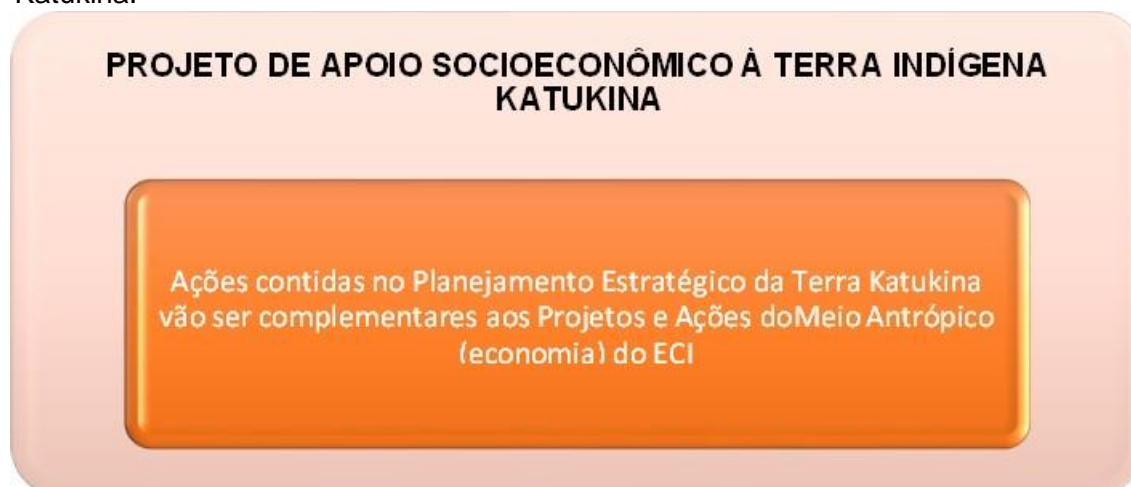 Katukina.
PROJETO DE APOIO SOCIOECONÔMICO À TERRA INDÍGENA
KATUKINA
Ações contidas no Planejamento Estratégico da Terra Katukina
vão ser complementares aos Projetos e Ações doMeio Antrópico
(economia) do ECI